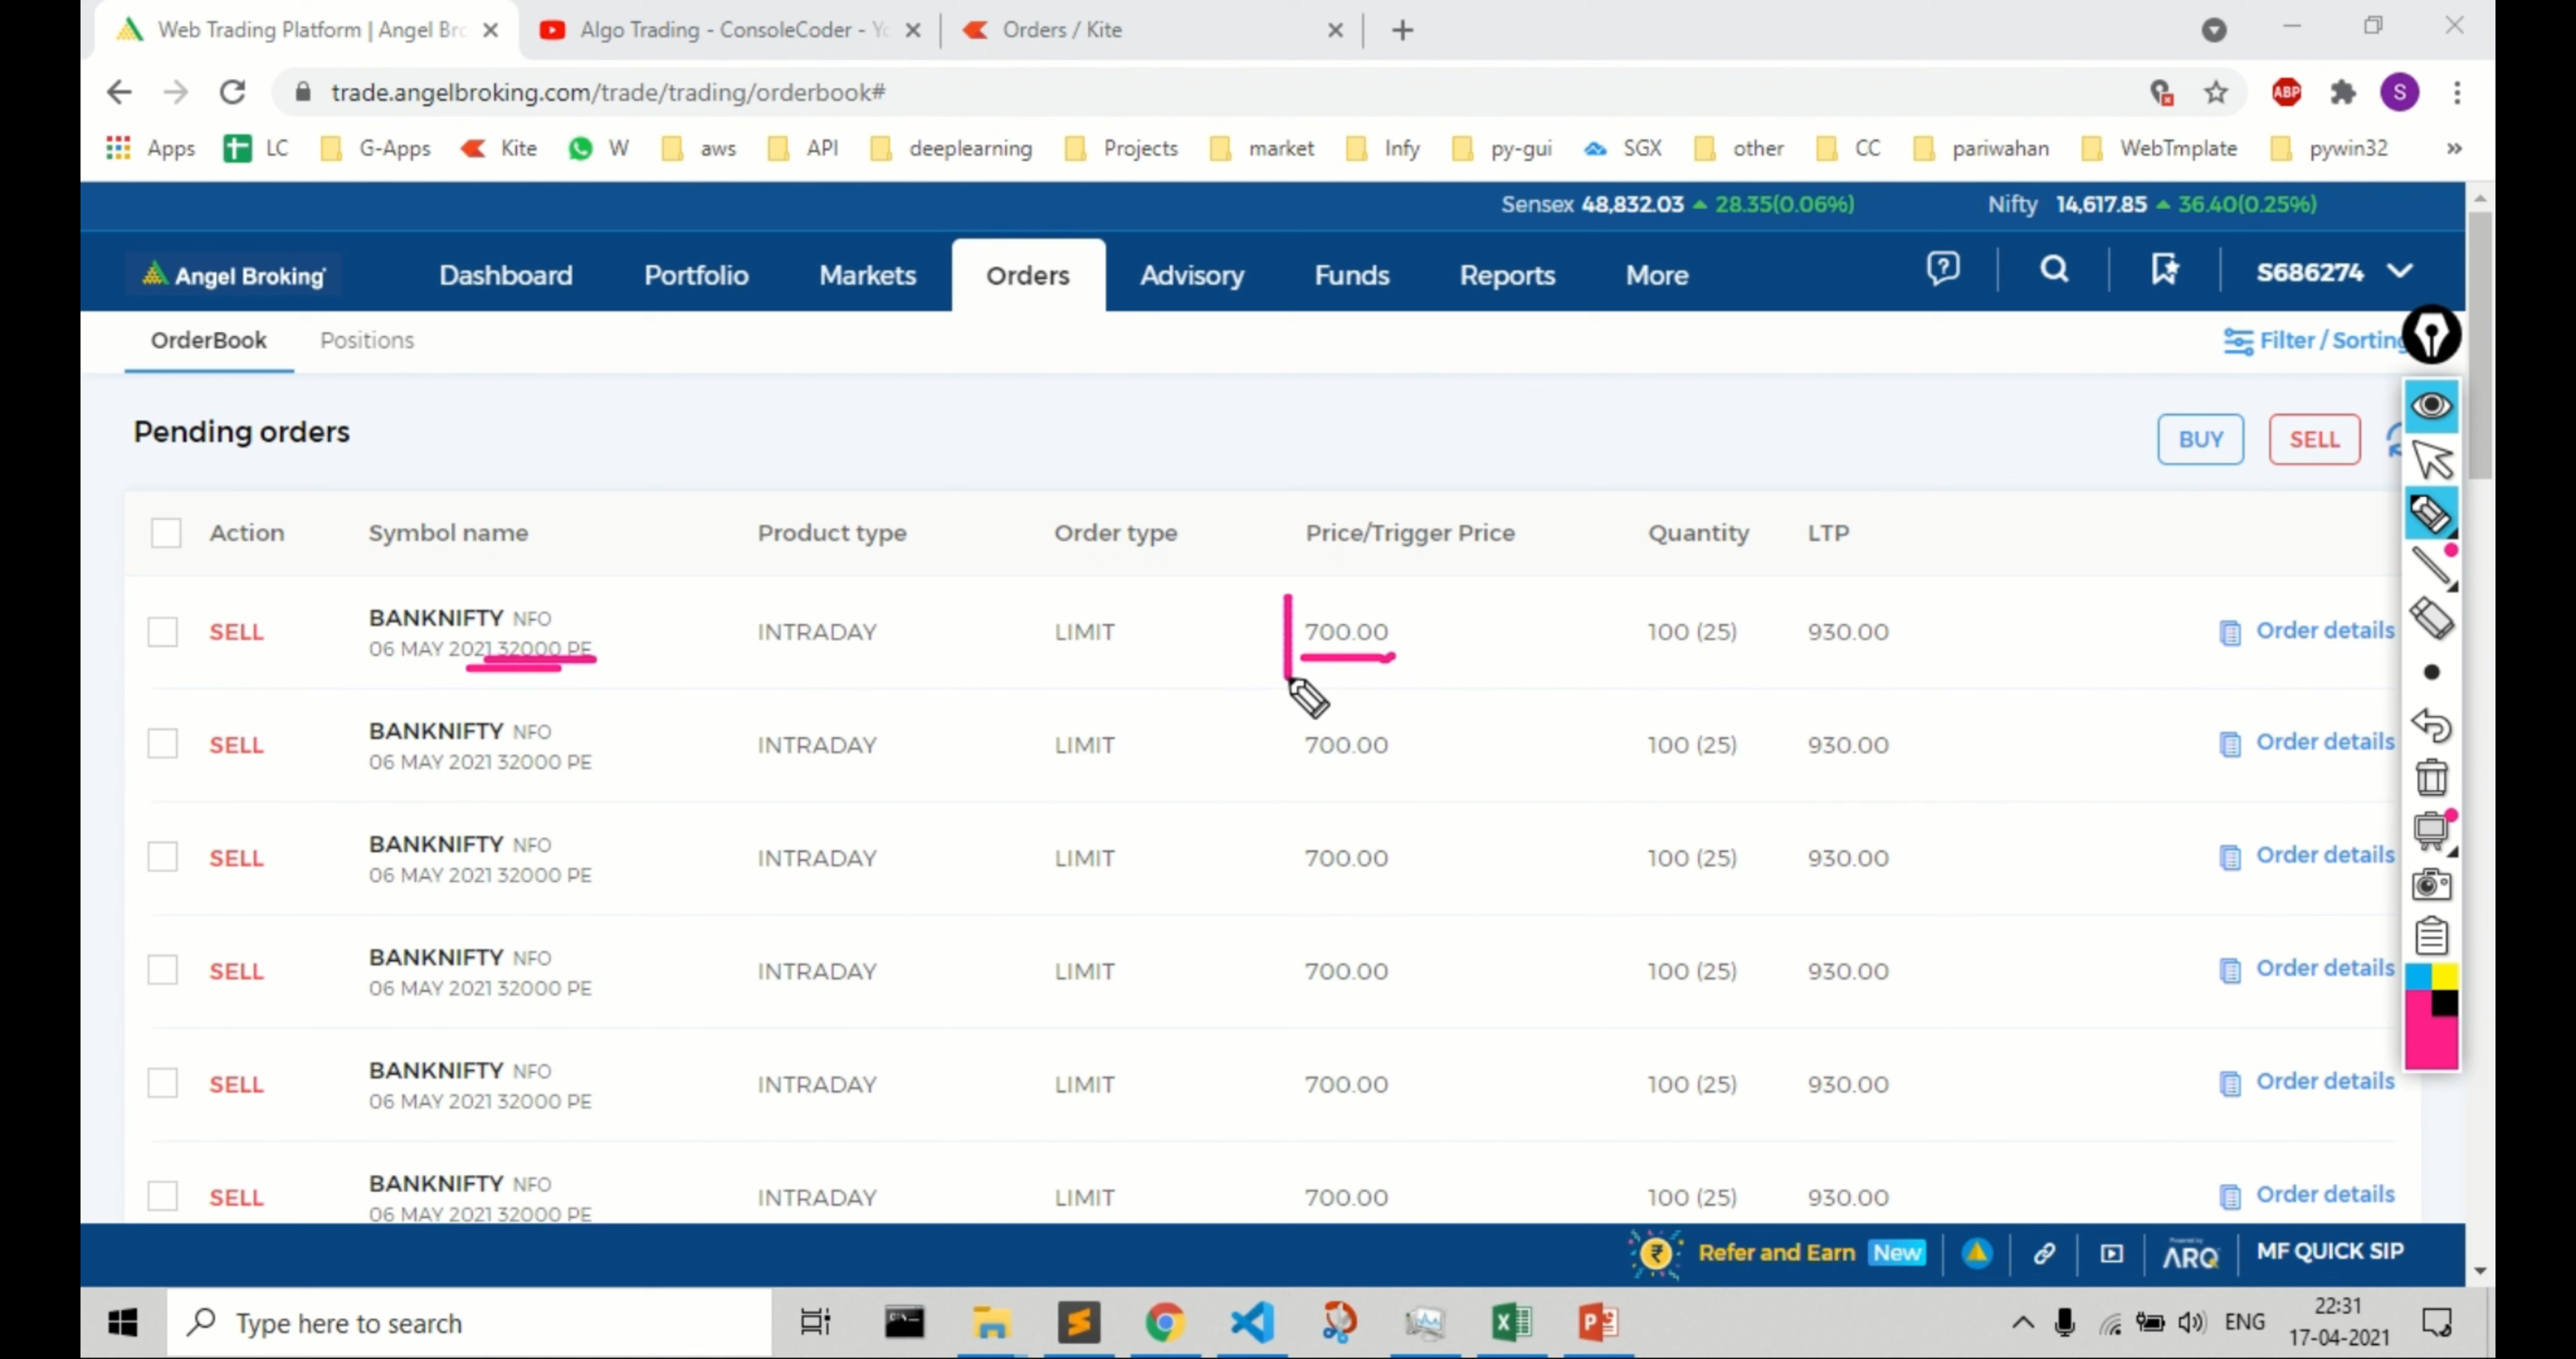 Web Trading Platform | Angel Bro
Algo Trading - ConsoleCoder - Yo
Orders / Kite
trade.angelbroking.com/trade/trading/orderbook#
ABP
S
Apps LC G-Apps Kite W aws API deeplearning Projects market Infy py-gui SGX other CC pariwahan WebTmplate pywin32 »
Sensex 48,832.03 28.35(0.06%) Nifty 14,617.85 36.40(0.25%)
Angel Broking Dashboard Portfolio Markets Orders Advisory Funds Reports More S686274
OrderBook Positions Filter / Sorting
Pending orders BUY SELL
Action Symbol name Product type Order type Price/Trigger Price Quantity LTP
BANKNIFTY NFO
SELL INTRADAY LIMIT 700.00 100 (25) 930.00 Order details
06 MAY 2021 32000 PE
BANKNIFTY NFO
SELL INTRADAY LIMIT 700.00 100 (25) 930.00 Order details
06 MAY 2021 32000 PE
BANKNIFTY NFO
SELL INTRADAY LIMIT 700.00 100 (25) 930.00 Order details
06 MAY 2021 32000 PE
BANKNIFTY NFO
SELL INTRADAY LIMIT 700.00 100 (25) 930.00 Order details
06 MAY 2021 32000 PE
BANKNIFTY NFO
SELL INTRADAY LIMIT 700.00 100 (25) 930.00 Order details
06 MAY 2021 32000 PE
BANKNIFTY NFO
SELL INTRADAY LIMIT 700.00 100 (25) 930.00 Order details
06 MAY 2021 32000 PE
Refer and Earn New ARQ MF QUICK SIP
Type here to search
ENG
22:31
17-04-2021